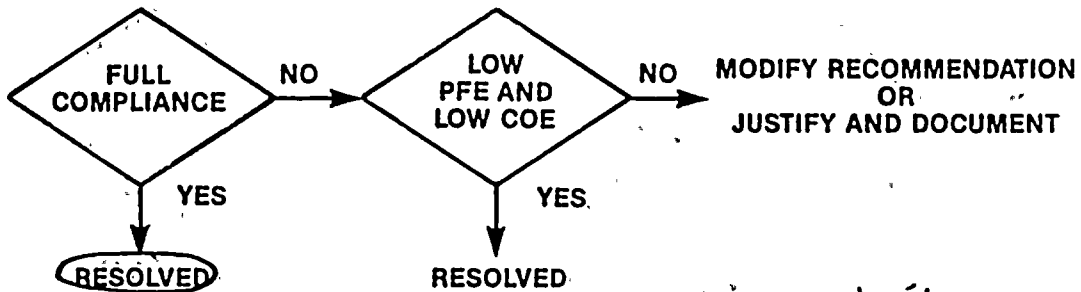 FULL
COMPLIANCE
NO
LOW
PFE AND
LOW COE
NO
MODIFY RECOMMENDATION
OR
JUSTIFY AND DOCUMENT
YES
YES
RESOLVED
RESOLVED